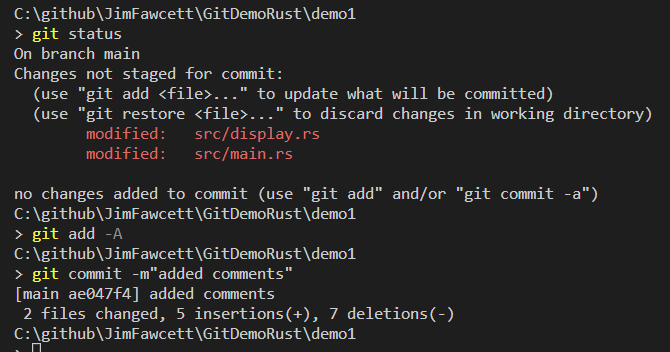 C:\github\JimFawcett\GitDemoRust\demo1
> git status
On branch main
Changes not staged for commit:
  (use "git add <file>..." to update what will be committed)
  (use "git restore <file>..." to discard changes in working directory)
        modified:   src/display.rs
        modified:   src/main.rs

no changes added to commit (use "git add" and/or "git commit -a")
C:\github\JimFawcett\GitDemoRust\demo1
> git add -A
C:\github\JimFawcett\GitDemoRust\demo1
> git commit -m"added comments"
[main ae047f4] added comments
 2 files changed, 5 insertions(+), 7 deletions(-)
C:\github\JimFawcett\GitDemoRust\demo1
>